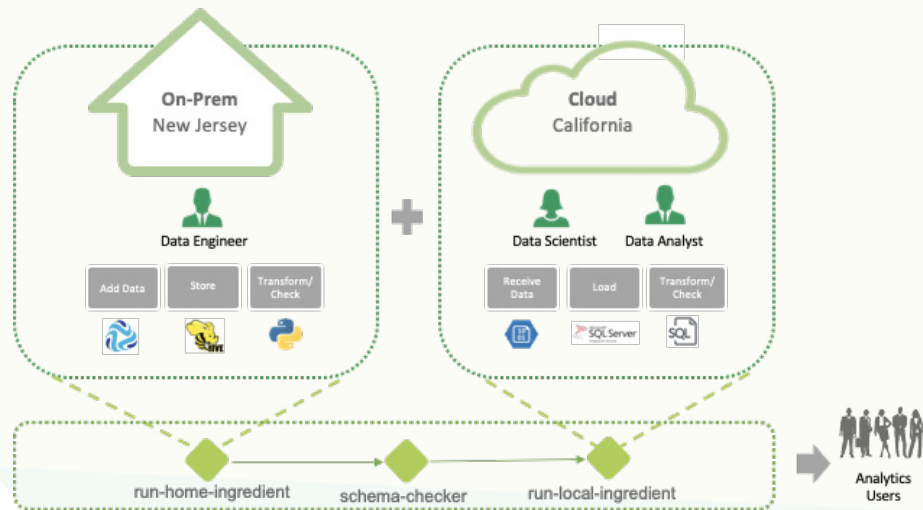 On-Prem
New Jersey
Cloud
California
Data Engineer
Data Scientist
Data Analyst
Add Data
Store
Transform/
Check
Receive
Data
Load
Transform/
Check
HIVE
SQL Server
SQL
run-home-ingredient
schema-checker
run-local-ingredient
Analytics
Users